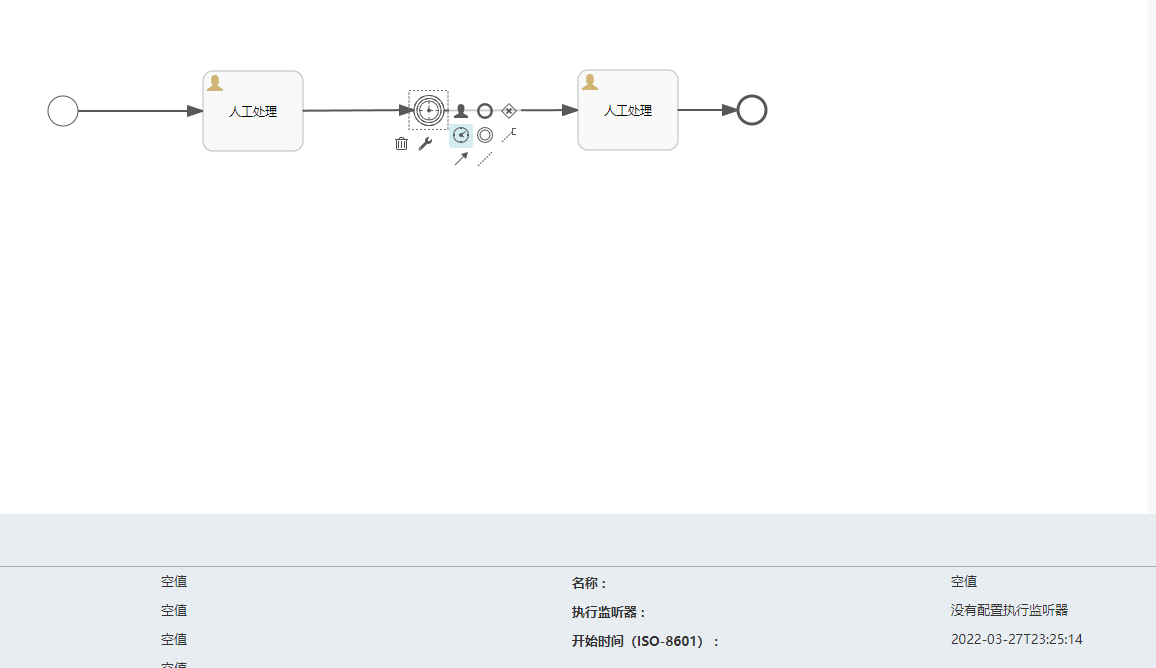 人工处理
人工处理
空值
名称：
空值
空值
执行监听器：
没有配置执行监听器
空值
开始时间（ISO-8601）：
2022-03-27T23:25:14
空值